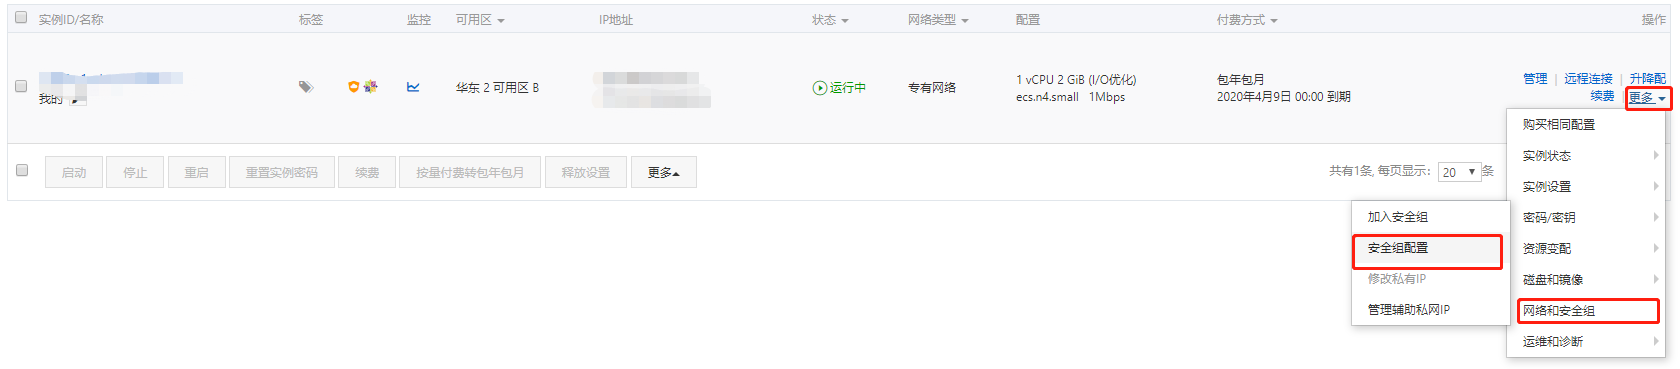 实例ID/名称 标签 监控 可用区 IP地址 状态 网络类型 配置 付费方式 操作
我的 华东 2 可用区 B 运行中 专有网络 1 vCPU 2 GiB (I/O优化) 包年包月 管理 | 远程连接 | 升降配
ecs.n4.small 1Mbps 2020年4月9日 00:00 到期 续费 | 更多
启动 停止 重启 重置实例密码 续费 按量付费转包年包月 释放设置 更多 共有1条, 每页显示: 20 条
购买相同配置
实例状态
实例设置
密码/密钥
资源变配
磁盘和镜像
网络和安全组
运维和诊断
加入安全组
安全组配置
修改私有IP
管理辅助私网IP